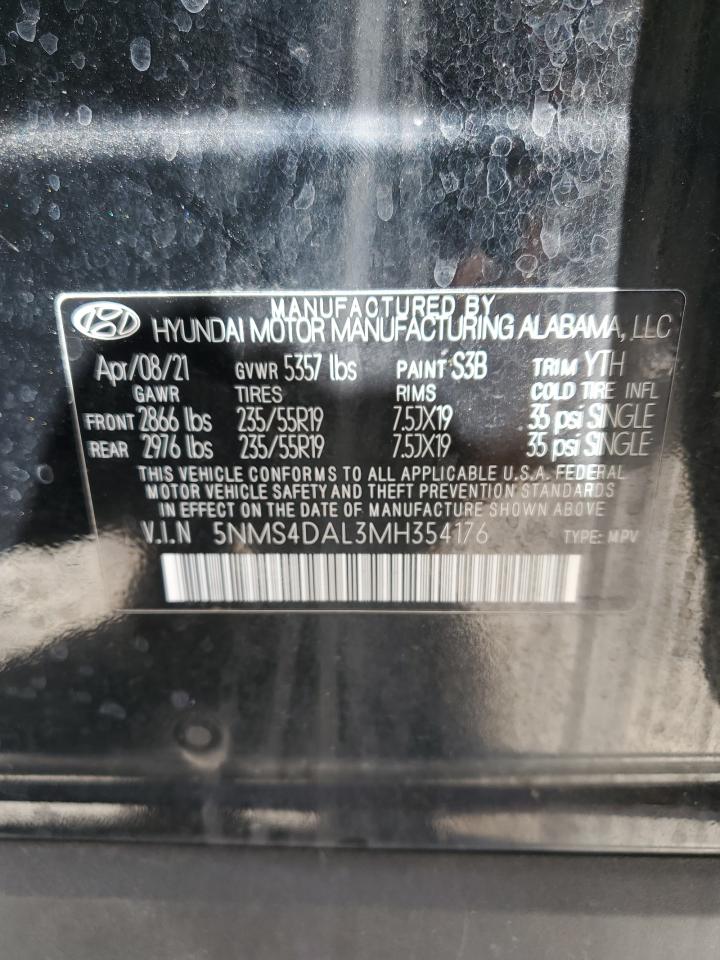 MANUFACTURED BY
HYUNDAI MOTOR MANUFACTURING ALABAMA, LLC
Apr/08/21 GVWR 5357 lbs PAINT S3B TRIM YTH
GAWR TIRES RIMS COLD TIRE INFL
FRONT 2866 lbs 235/55R19 7.5JX19 35 psi SINGLE
REAR 2976 lbs 235/55R19 7.5JX19 35 psi SINGLE
THIS VEHICLE CONFORMS TO ALL APPLICABLE U.S.A. FEDERAL
MOTOR VEHICLE SAFETY AND THEFT PREVENTION STANDARDS
IN EFFECT ON THE DATE OF MANUFACTURE SHOWN ABOVE
V.I.N 5NMS4DAL3MH354176 TYPE: MPV